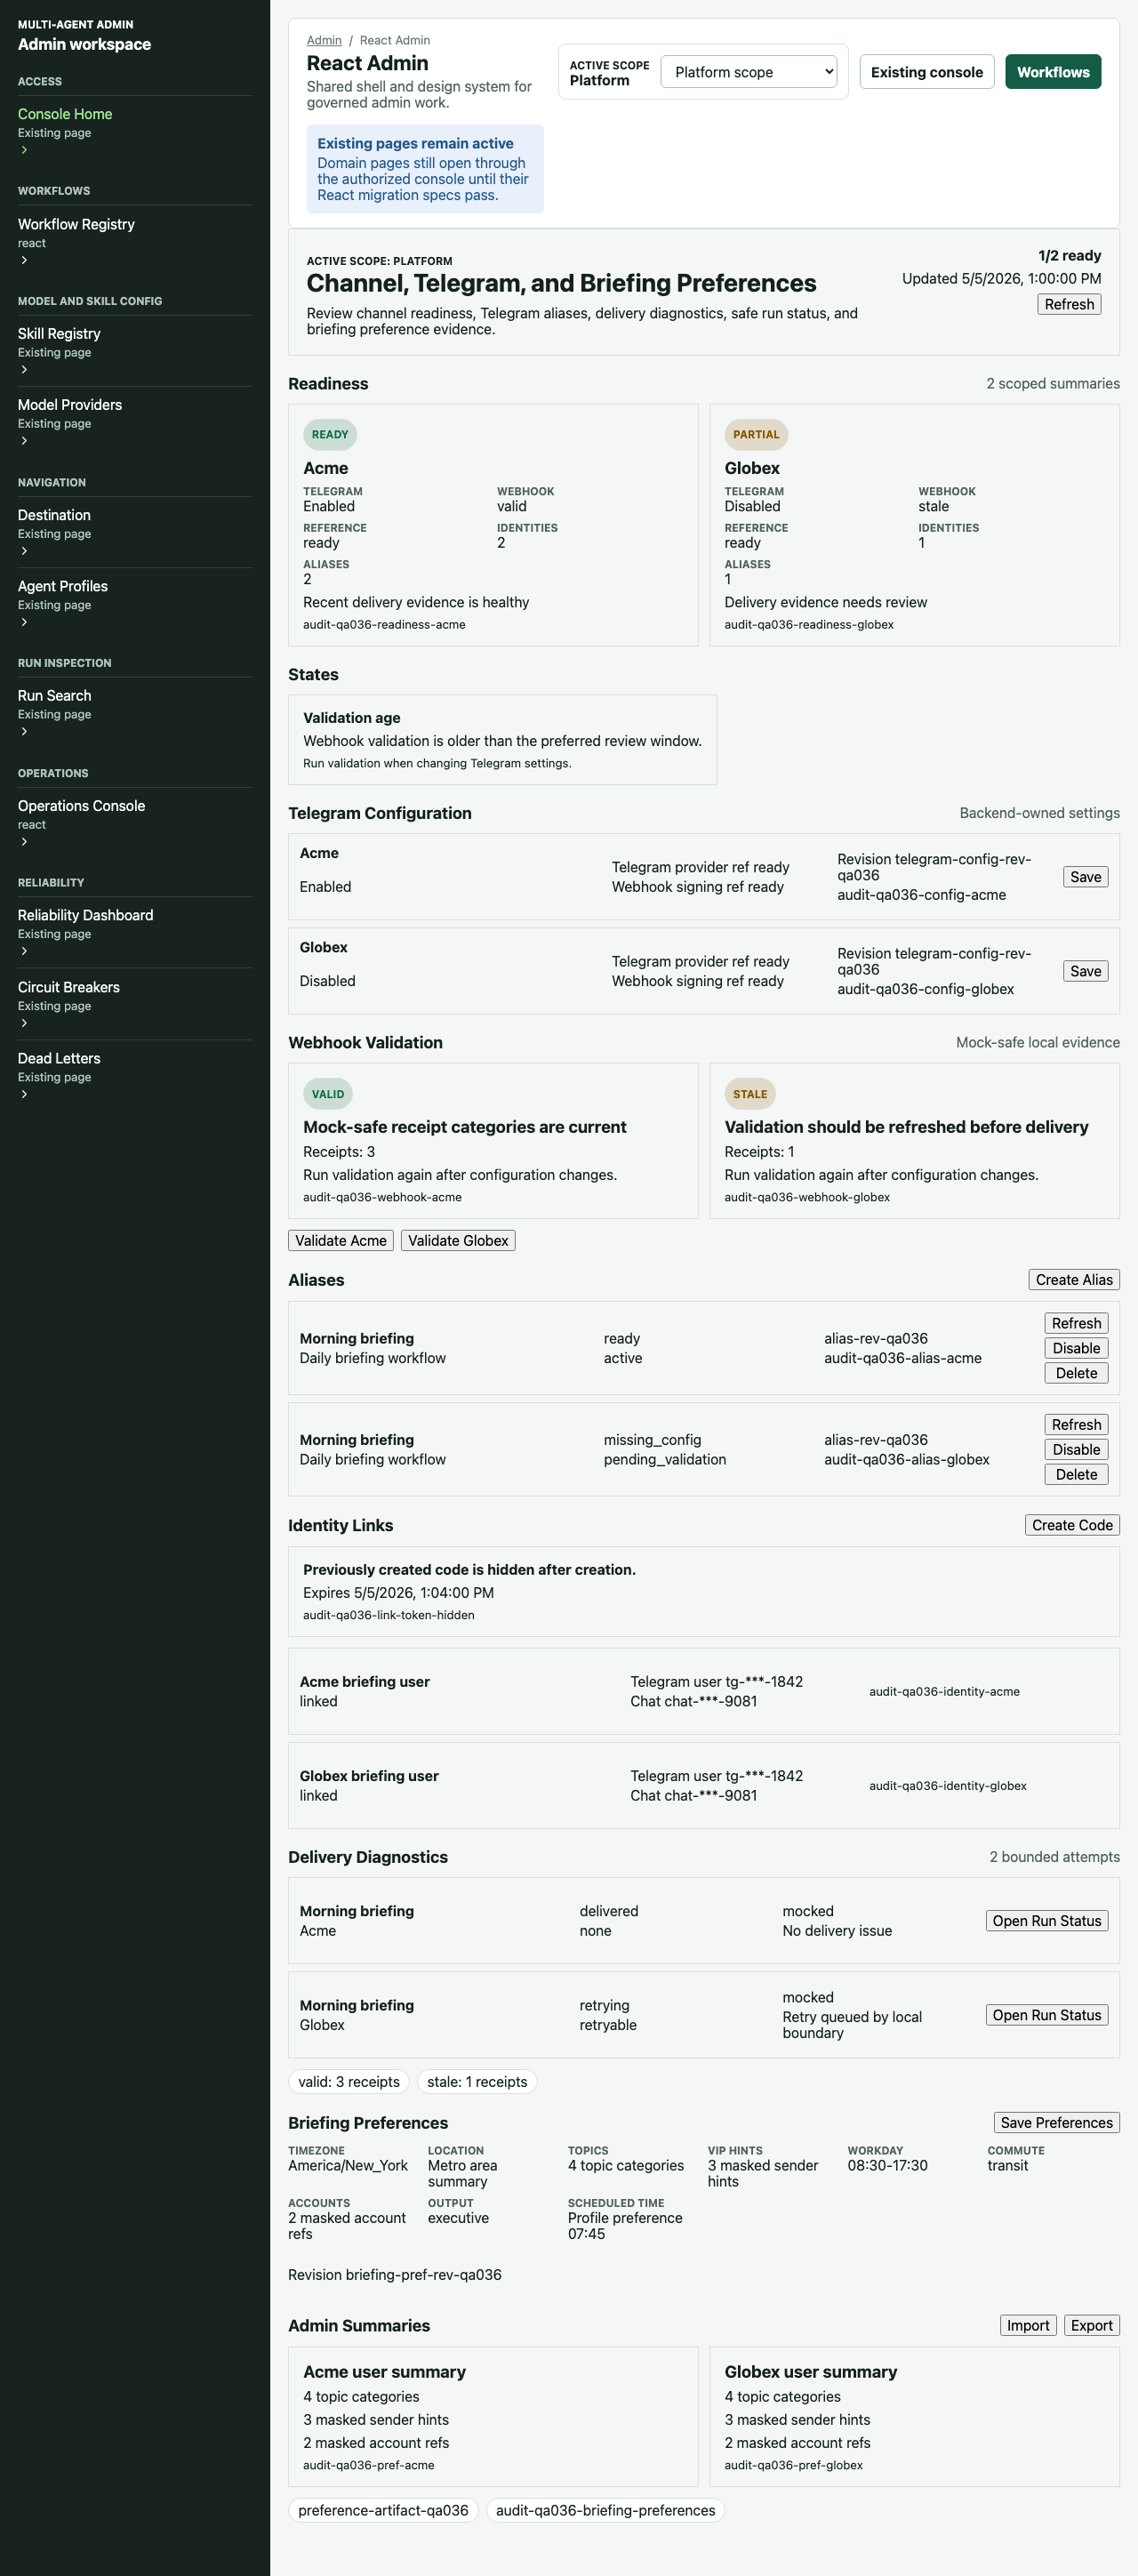 MULTI-AGENT ADMIN
Admin workspace
ACCESS
Console Home
Existing page
WORKFLOWS
Workflow Registry
react
MODEL AND SKILL CONFIG
Skill Registry
Existing page
Model Providers
Existing page
NAVIGATION
Destination
Existing page
Agent Profiles
Existing page
RUN INSPECTION
Run Search
Existing page
OPERATIONS
Operations Console
react
RELIABILITY
Reliability Dashboard
Existing page
Circuit Breakers
Existing page
Dead Letters
Existing page
Admin / React Admin
React Admin
Shared shell and design system for
governed admin work.
ACTIVE SCOPE
Platform
Platform scope
Existing console
Workflows
Existing pages remain active
Domain pages still open through
the authorized console until their
React migration specs pass.
ACTIVE SCOPE: PLATFORM
Channel, Telegram, and Briefing Preferences
Review channel readiness, Telegram aliases, delivery diagnostics, safe run status, and
briefing preference evidence.
1/2 ready
Updated 5/5/2026, 1:00:00 PM
Refresh
Readiness
2 scoped summaries
READY
Acme
TELEGRAM
Enabled
WEBHOOK
valid
REFERENCE
ready
IDENTITIES
2
ALIASES
2
Recent delivery evidence is healthy
audit-qa036-readiness-acme
PARTIAL
Globex
TELEGRAM
Disabled
WEBHOOK
stale
REFERENCE
ready
IDENTITIES
1
ALIASES
1
Delivery evidence needs review
audit-qa036-readiness-globex
States
Validation age
Webhook validation is older than the preferred review window.
Run validation when changing Telegram settings.
Telegram Configuration
Backend-owned settings
Acme
Enabled
Telegram provider ref ready
Webhook signing ref ready
Revision telegram-config-rev-
qa036
audit-qa036-config-acme
Save
Globex
Disabled
Telegram provider ref ready
Webhook signing ref ready
Revision telegram-config-rev-
qa036
audit-qa036-config-globex
Save
Webhook Validation
Mock-safe local evidence
VALID
Mock-safe receipt categories are current
Receipts: 3
Run validation again after configuration changes.
audit-qa036-webhook-acme
STALE
Validation should be refreshed before delivery
Receipts: 1
Run validation again after configuration changes.
audit-qa036-webhook-globex
Validate Acme
Validate Globex
Aliases
Create Alias
Morning briefing
Daily briefing workflow
ready
active
alias-rev-qa036
audit-qa036-alias-acme
Refresh
Disable
Delete
Morning briefing
Daily briefing workflow
missing_config
pending_validation
alias-rev-qa036
audit-qa036-alias-globex
Refresh
Disable
Delete
Identity Links
Create Code
Previously created code is hidden after creation.
Expires 5/5/2026, 1:04:00 PM
audit-qa036-link-token-hidden
Acme briefing user
linked
Telegram user tg-***-1842
Chat chat-***-9081
audit-qa036-identity-acme
Globex briefing user
linked
Telegram user tg-***-1842
Chat chat-***-9081
audit-qa036-identity-globex
Delivery Diagnostics
2 bounded attempts
Morning briefing
Acme
delivered
none
mocked
No delivery issue
Open Run Status
Morning briefing
Globex
retrying
retryable
mocked
Retry queued by local
boundary
Open Run Status
valid: 3 receipts
stale: 1 receipts
Briefing Preferences
Save Preferences
TIMEZONE
America/New_York
LOCATION
Metro area
summary
TOPICS
4 topic categories
VIP HINTS
3 masked sender
hints
WORKDAY
08:30-17:30
COMMUTE
transit
ACCOUNTS
2 masked account
refs
OUTPUT
executive
SCHEDULED TIME
Profile preference
07:45
Revision briefing-pref-rev-qa036
Admin Summaries
Import
Export
Acme user summary
4 topic categories
3 masked sender hints
2 masked account refs
audit-qa036-pref-acme
Globex user summary
4 topic categories
3 masked sender hints
2 masked account refs
audit-qa036-pref-globex
preference-artifact-qa036
audit-qa036-briefing-preferences